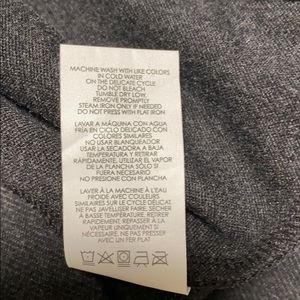 MACHINE WASH WITH LIKE COLORS
IN COLD WATER
ON THE DELICATE CYCLE
DO NOT BLEACH
TUMBLE DRY LOW,
REMOVE PROMPTLY
STEAM IRON ONLY IF NEEDED
DO NOT PRESS WITH FLAT IRON
LAVAR A MÁQUINA CON AGUA
FRÍA EN CICLO DELICADO CON
COLORES SIMILARES
NO USAR BLANQUEADOR
USAR LA SECADORA A BAJA
TEMPERATURA Y RETIRAR
RÁPIDAMENTE, UTILIZAR EL VAPOR
DE LA PLANCHA SÓLO SI
FUERA NECESARIO
NO PRESIONE CON PLANCHA
LAVER À LA MACHINE À L'EAU
FROIDE AVEC DES COULEURS
SIMILAIRES SUR LE CYCLE DÉLICAT.
NE PAS JAVELLISER FAIRE. SÉCHER
À BASSE TEMPÉRATURE, RETIRER
RAPIDEMENT. REPASSER À LA
VAPEUR UNIQUEMENT SI
NÉCESSAIRE. NE PAS PRESSER AVEC
UN FER PLAT